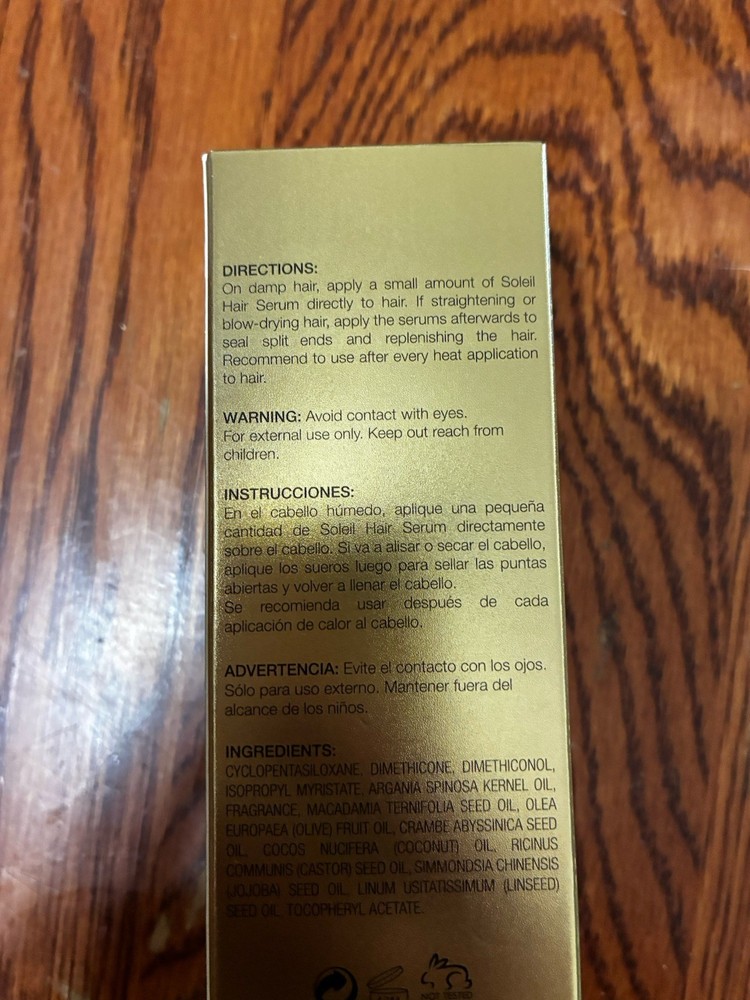 DIRECTIONS:
On damp hair, apply a small amount of Soleil
Hair Serum directly to hair. If straightening or
blow-drying hair, apply the serums afterwards to
seal split ends and replenishing the hair.
Recommend to use after every heat application
to hair.
WARNING: Avoid contact with eyes.
For external use only. Keep out reach from
children.
INSTRUCCIONES:
En el cabello húmedo, aplique una pequeña
cantidad de Soleil Hair Serum directamente
sobre el cabello. Si va a alisar o secar el cabello,
aplique los sueros luego para sellar las puntas
abiertas y volver a llenar el cabello.
Se recomienda usar después de cada
aplicación de calor al cabello.
ADVERTENCIA: Evite el contacto con los ojos.
Sólo para uso externo. Mantener fuera del
alcance de los niños.
INGREDIENTS:
CYCLOPENTASILOXANE, DIMETHICONE, DIMETHICONOL,
ISOPROPYL MYRISTATE, ARGANIA SPINOSA KERNEL OIL,
FRAGRANCE, MACADAMIA TERNIFOLIA SEED OIL, OLEA
EUROPAEA (OLIVE) FRUIT OIL, CRAMBE ABYSSINICA SEED
OIL, COCOS NUCIFERA (COCONUT) OIL, RICINUS
COMMUNIS (CASTOR) SEED OIL, SIMMONDSIA CHINENSIS
(JOJOBA) SEED OIL, LINUM USITATISSIMUM (LINSEED)
SEED OIL, TOCOPHERYL ACETATE.